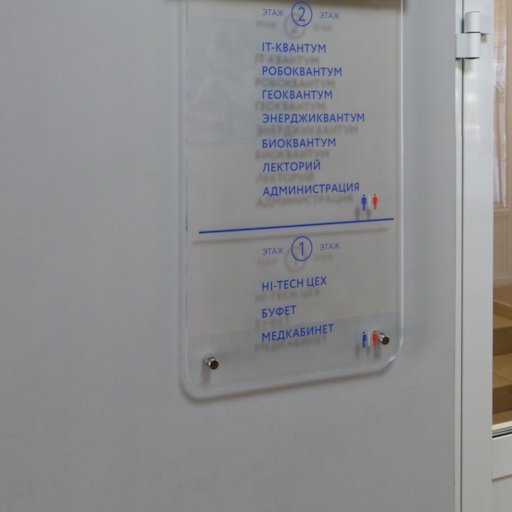 ЭТАЖ 2 ЭТАЖ
IT-КВАНТУМ
РОБОКВАНТУМ
ГЕОКВАНТУМ
ЭНЕРДЖИКВАНТУМ
БИОКВАНТУМ
ЛЕКТОРИЙ
АДМИНИСТРАЦИЯ
ЭТАЖ 1 ЭТАЖ
HI-TECH ЦЕХ
БУФЕТ
МЕДКАБИНЕТ